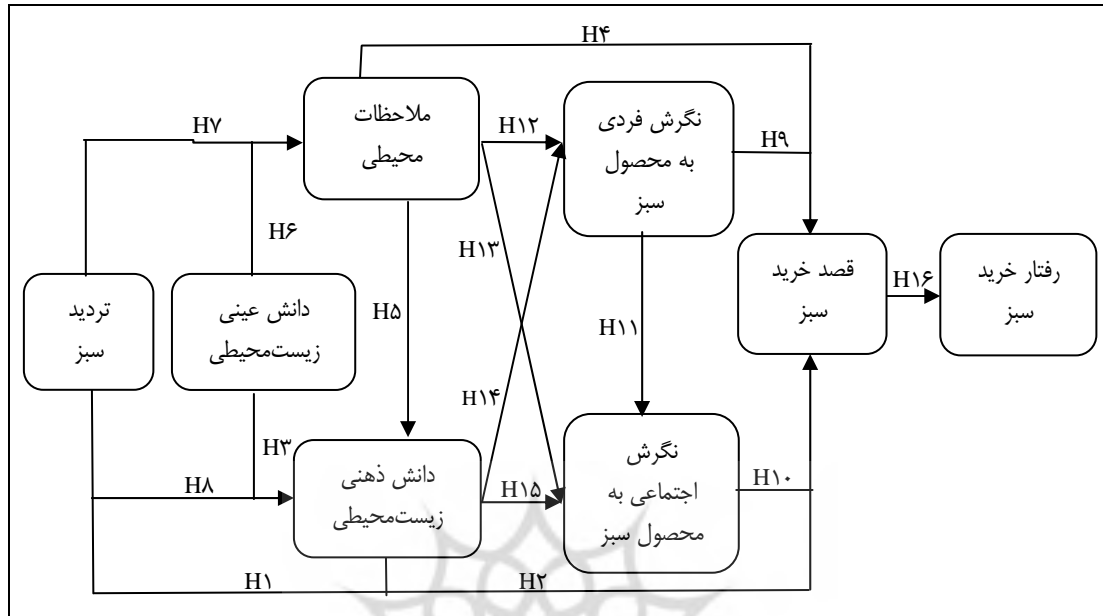 H۴
ملاحظات
محیطی
نگرش فردی
به محصول
سبز
H۷
H۱۲
H۹
H۶
H۱۳
تردید
سبز
دانش عینی
زیست‌محیطی
H۵
H۱۱
قصد خرید
سبز
H۱۶
رفتار خرید
سبز
H۱۴
H۳
H۸
دانش ذهنی
زیست‌محیطی
H۱۵
نگرش
اجتماعی به
محصول سبز
H۱۰
H۱
H۲